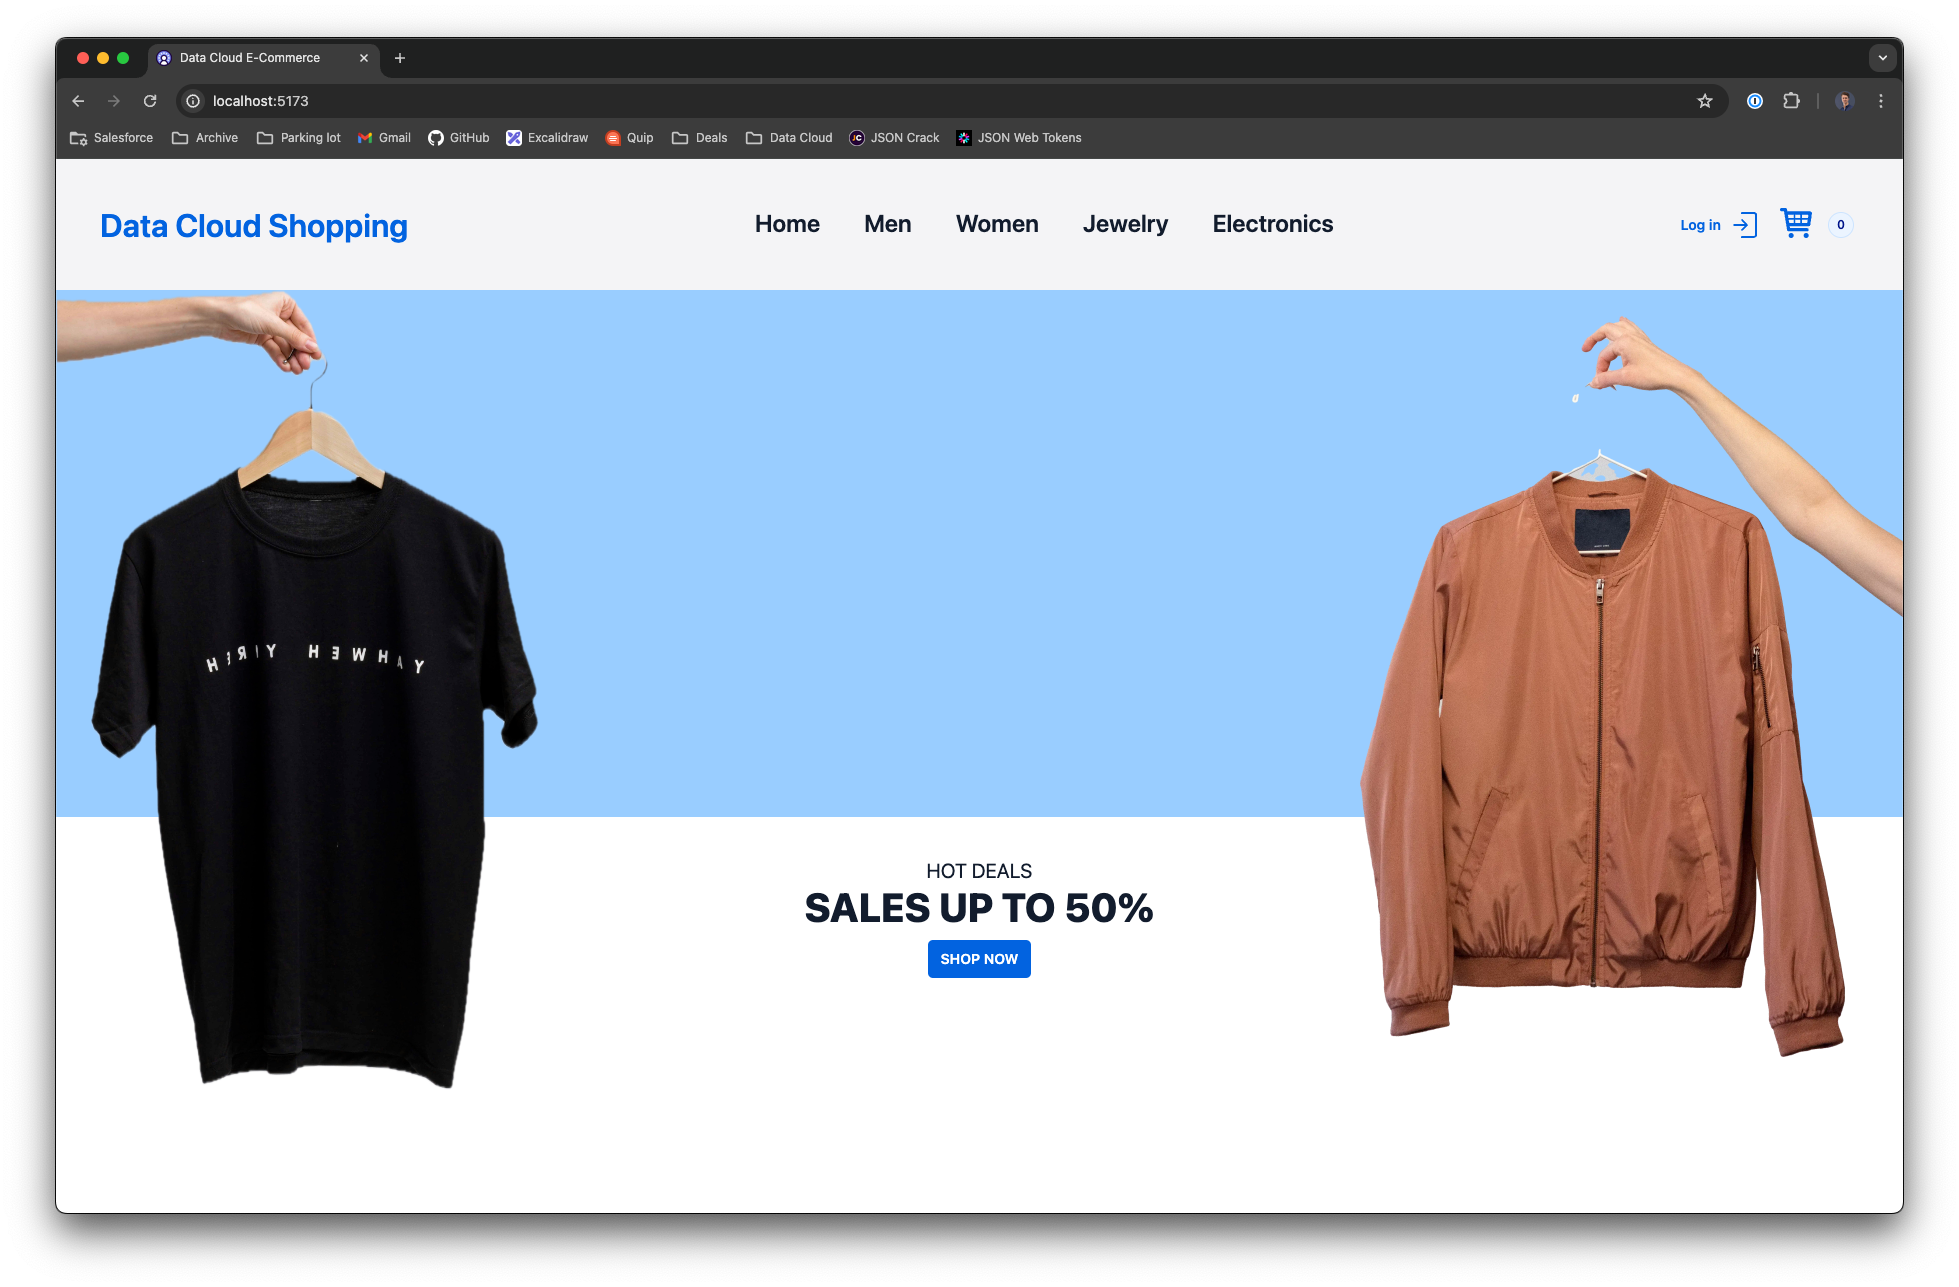 Data Cloud E-Commerce
localhost:5173
Salesforce Archive Parking lot Gmail GitHub Excalidraw Quip Deals Data Cloud JSON Crack JSON Web Tokens
Data Cloud Shopping
Home Men Women Jewelry Electronics
Log in 0
HOT DEALS
SALES UP TO 50%
SHOP NOW